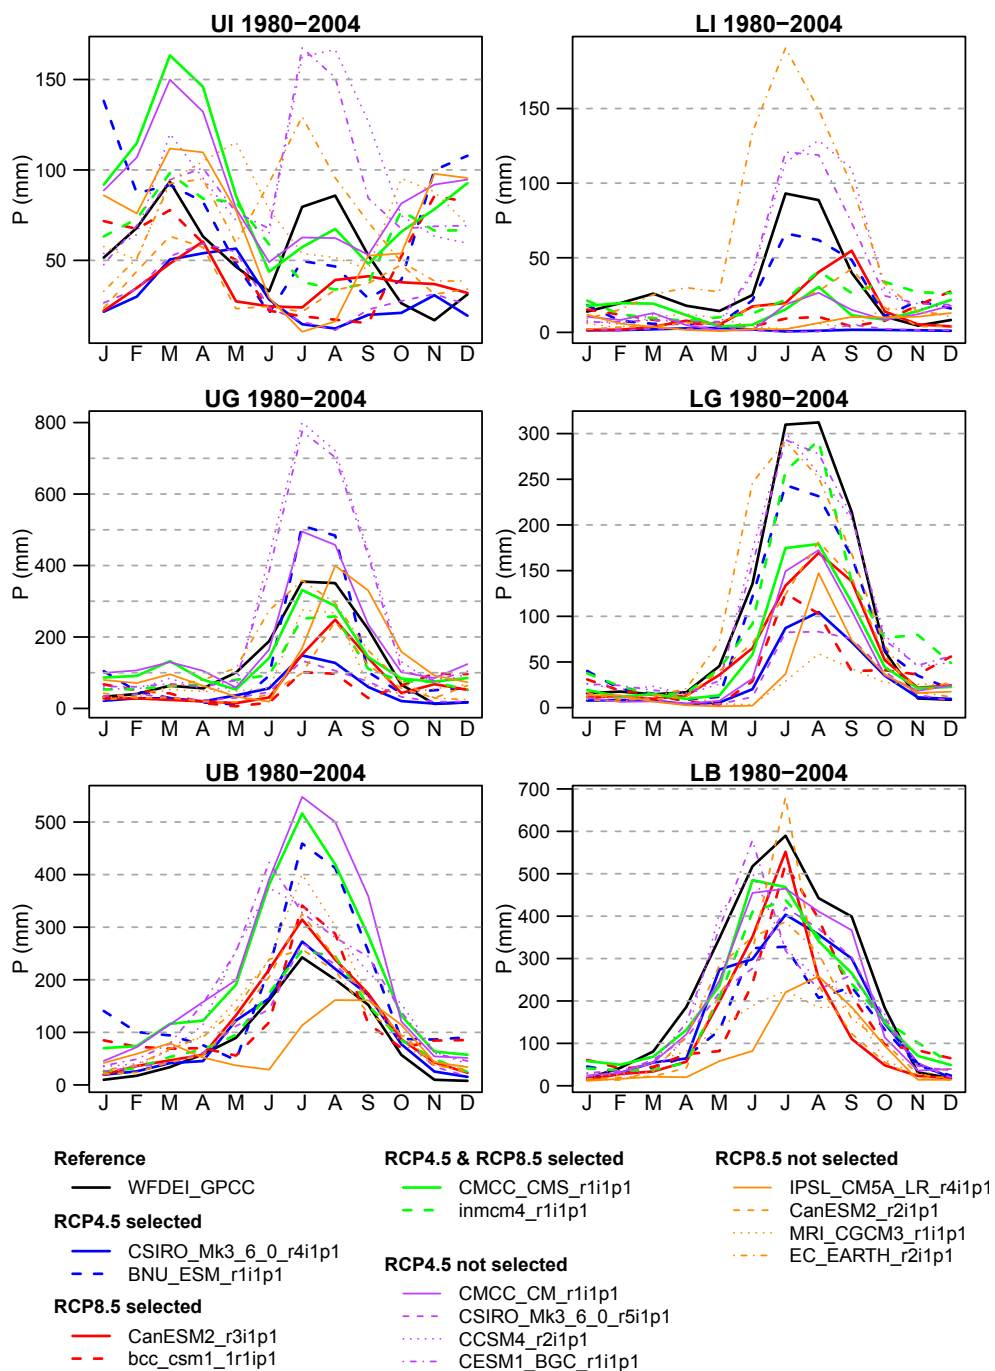 UI 1980−2004
P (mm)
150
100
50
J F M A M J J A S O N D
LI 1980−2004
P (mm)
150
100
50
0
J F M A M J J A S O N D
UG 1980−2004
P (mm)
800
600
400
200
0
J F M A M J J A S O N D
LG 1980−2004
P (mm)
300
200
100
50
0
J F M A M J J A S O N D
UB 1980−2004
P (mm)
500
400
300
200
100
0
J F M A M J J A S O N D
LB 1980−2004
P (mm)
700
600
500
400
300
200
100
0
J F M A M J J A S O N D
Reference
WFDEI_GPCC
RCP4.5 selected
CSIRO_Mk3_6_0_r4i1p1
BNU_ESM_r1i1p1
RCP8.5 selected
CanESM2_r3i1p1
bcc_csm1_1r1ip1
RCP4.5 & RCP8.5 selected
CMCC_CMS_r1i1p1
inmcm4_r1i1p1
RCP4.5 not selected
CMCC_CM_r1i1p1
CSIRO_Mk3_6_0_r5i1p1
CCSM4_r2i1p1
CESM1_BGC_r1i1p1
RCP8.5 not selected
IPSL_CM5A_LR_r4i1p1
CanESM2_r2i1p1
MRI_CGCM3_r1i1p1
EC_EARTH_r2i1p1